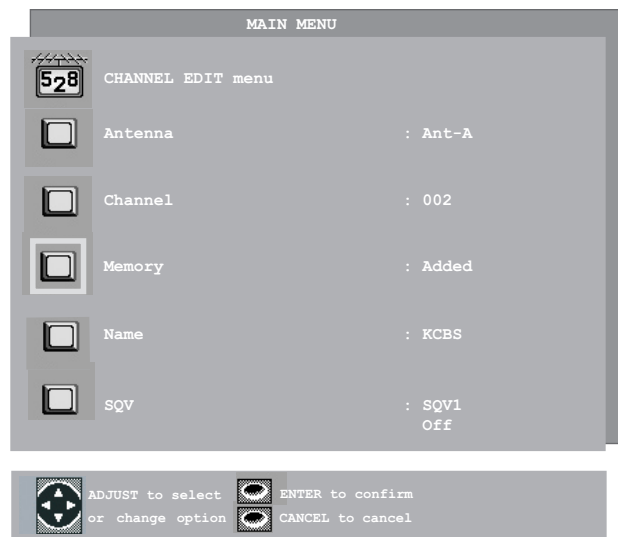 MAIN MENU
528 CHANNEL EDIT menu
Antenna : Ant-A
Channel : 002
Memory : Added
Name : KCBS
SQV : SQV1
Off
ADJUST to select ENTER to confirm
or change option CANCEL to cancel